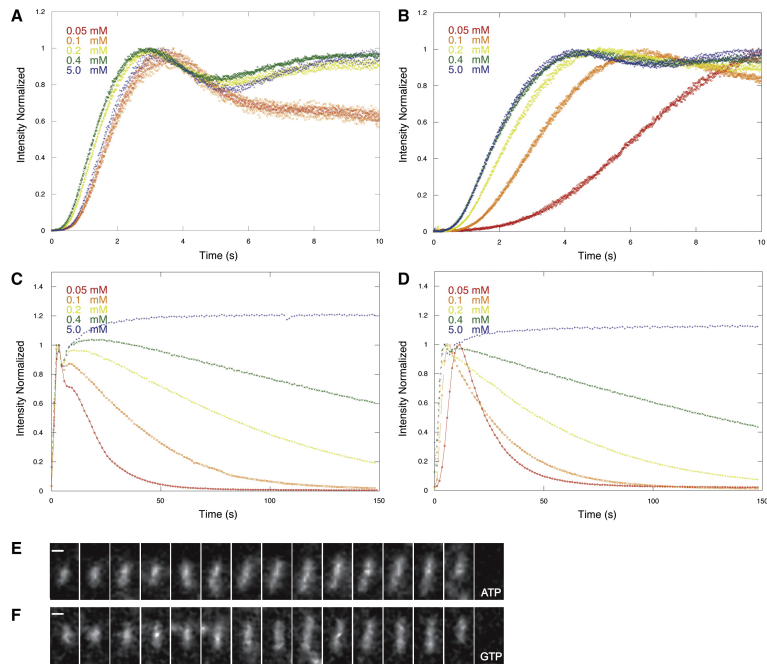 A
0.05 mM
0.1 mM
0.2 mM
0.4 mM
5.0 mM
Intensity Normalized
1.2
1
0.8
0.6
0.4
0.2
0
0 2 4 6 8 10
Time (s)
B
0.05 mM
0.1 mM
0.2 mM
0.4 mM
5.0 mM
Intensity Normalized
1.2
1
0.8
0.6
0.4
0.2
0
0 2 4 6 8 10
Time (s)
C
0.05 mM
0.1 mM
0.2 mM
0.4 mM
5.0 mM
Intensity Normalized
1.4
1.2
1
0.8
0.6
0.4
0.2
0
0 50 100 150
Time (s)
D
0.05 mM
0.1 mM
0.2 mM
0.4 mM
5.0 mM
Intensity Normalized
1.4
1.2
1
0.8
0.6
0.4
0.2
0
0 50 100 150
Time (s)
E
ATP
F
GTP